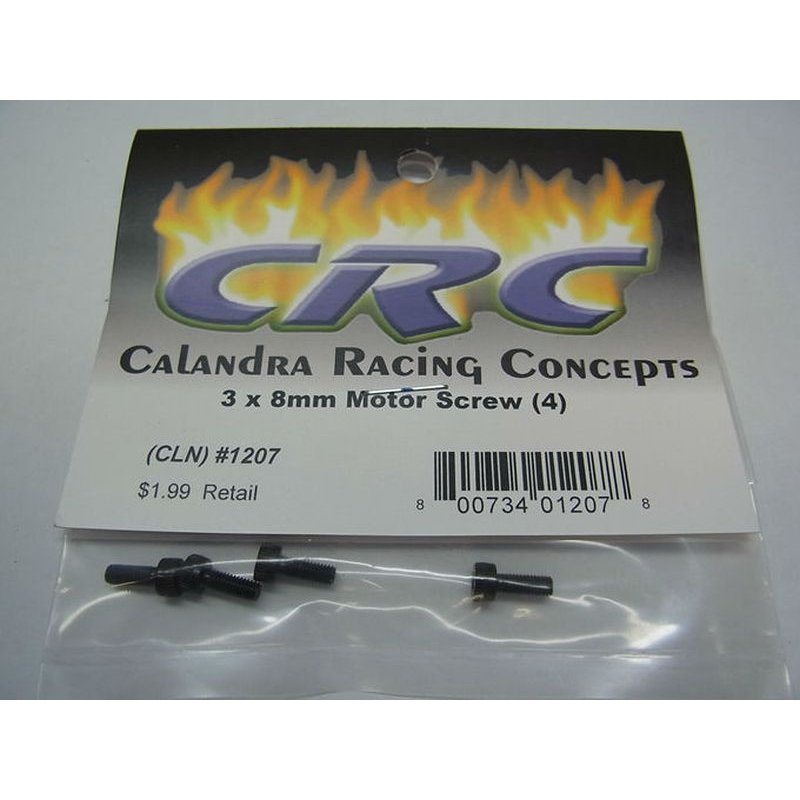 CRC
CALANDRA RACING CONCEPTS
3 x 8mm Motor Screw (4)
(CLN) #1207
$1.99 Retail
8 00734 01207 8